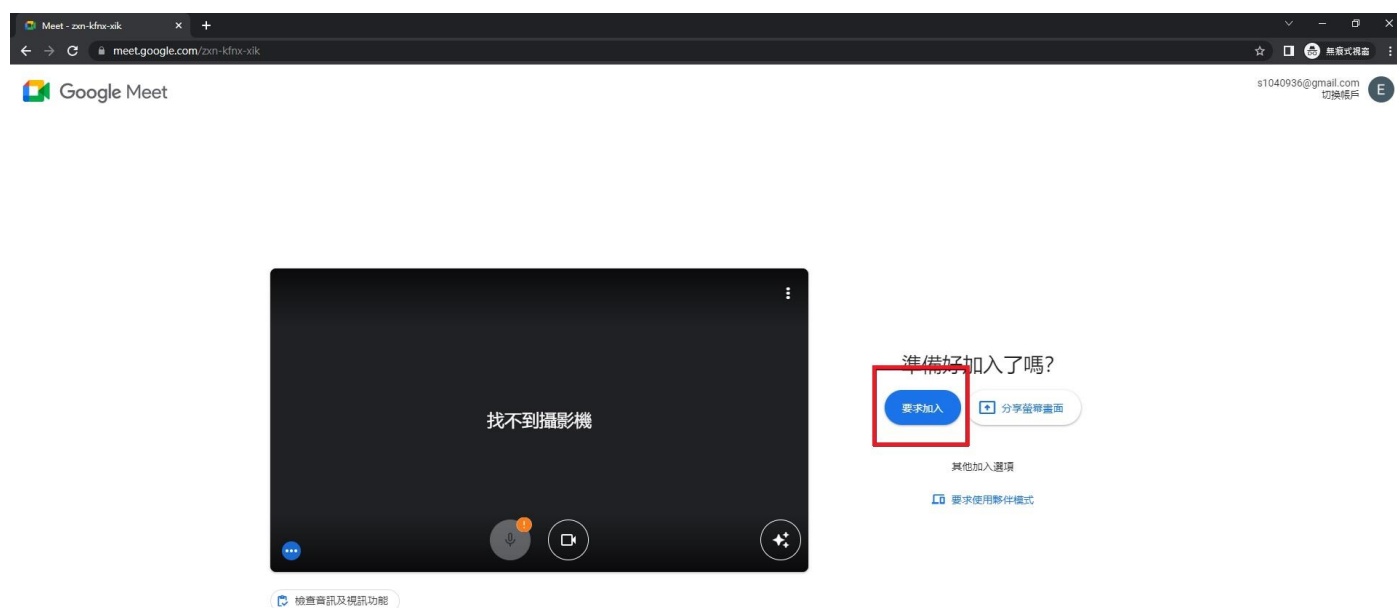 Meet - zxn-kfnx-xik
meet.google.com/zxn-kfnx-xik
無痕式視窗
Google Meet
s1040936@gmail.com
切換帳戶
E
找不到攝影機
準備好加入了嗎?
要求加入
分享螢幕畫面
其他加入選項
要求使用夥伴模式
檢查音訊及視訊功能